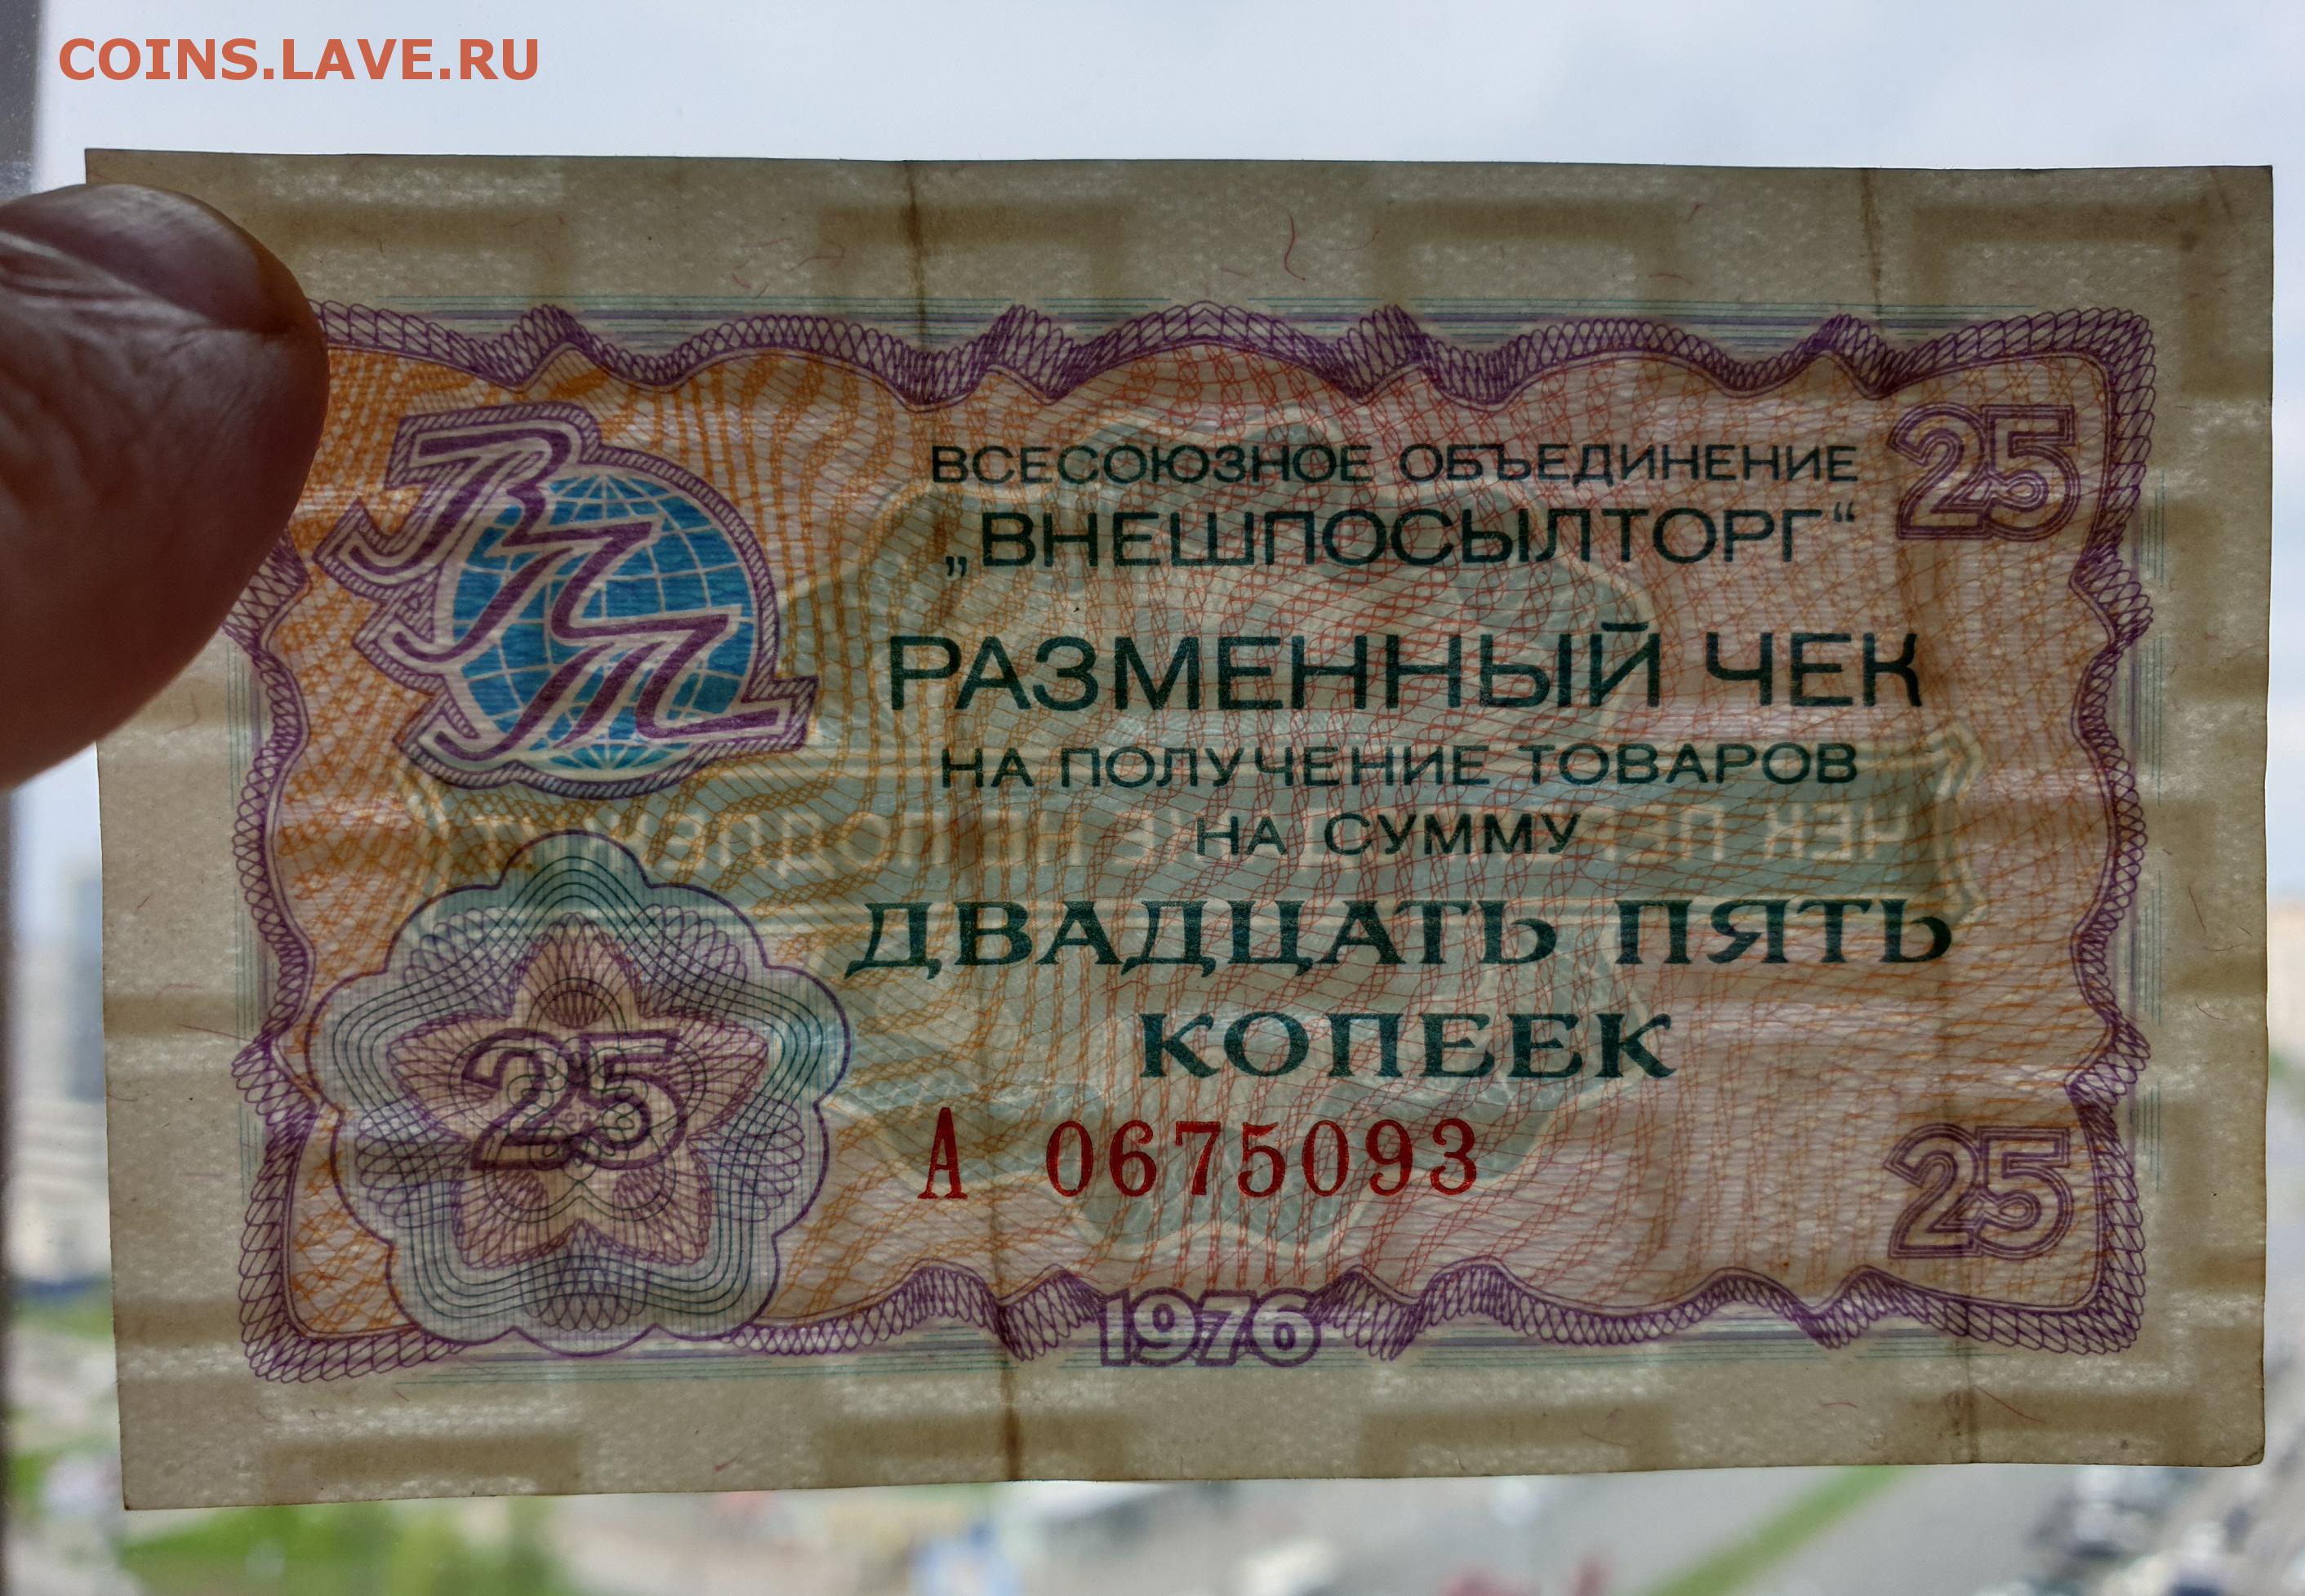 COINS.LAVE.RU
ВСЕСОЮЗНОЕ ОБЪЕДИНЕНИЕ
25
„ВНЕШПОСЫЛТОРГ“
ВПТ
РАЗМЕННЫЙ ЧЕК
НА ПОЛУЧЕНИЕ ТОВАРОВ
НА СУММУ
ДВАДЦАТЬ ПЯТЬ
КОПЕЕК
25
А 0675093
25
1976